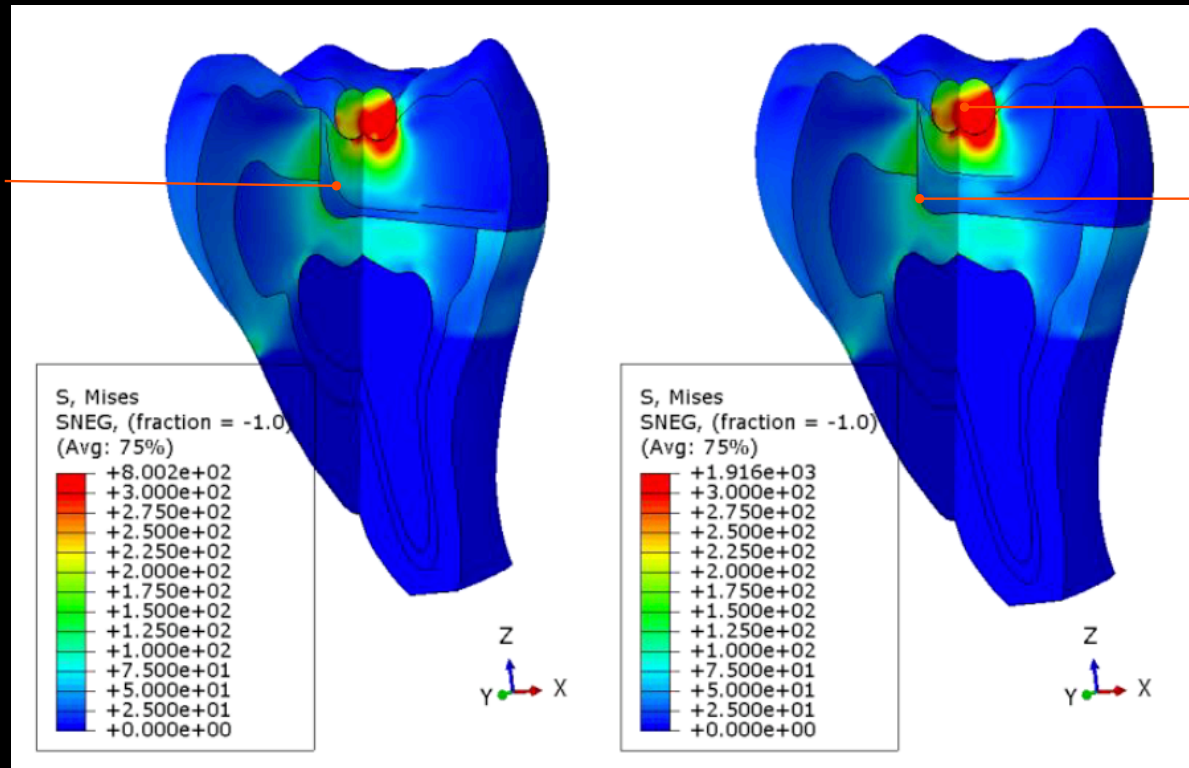 S, Mises
SNEG, (fraction = -1.0)
(Avg: 75%)
+8.002e+02
+3.000e+02
+2.750e+02
+2.500e+02
+2.250e+02
+2.000e+02
+1.750e+02
+1.500e+02
+1.250e+02
+1.000e+02
+7.500e+01
+5.000e+01
+2.500e+01
+0.000e+00
Z
Y
X
S, Mises
SNEG, (fraction = -1.0)
(Avg: 75%)
+1.916e+03
+3.000e+02
+2.750e+02
+2.500e+02
+2.250e+02
+2.000e+02
+1.750e+02
+1.500e+02
+1.250e+02
+1.000e+02
+7.500e+01
+5.000e+01
+2.500e+01
+0.000e+00
Z
Y
X